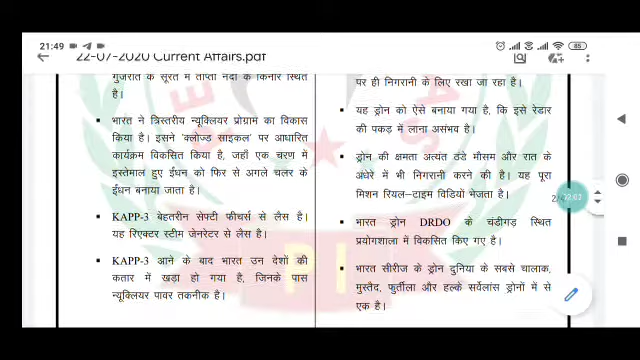 21:49
85
22-07-2020 Current Affairs.pdf
गुजरात के सूरत में ताप्ती नदी के किनारे स्थित
है।
भारत ने त्रिस्तरीय न्यूक्लियर प्रोग्राम का विकास
किया है। इसने 'क्लोज्ड साइकल' पर आधारित
कार्यक्रम विकसित किया है, जहाँ एक चरण में
इस्तेमाल हुए ईंधन को फिर से अगले चलर के
ईंधन बनाया जाता है।
KAPP-3 बेहतरीन सेफ्टी फीचर्स से लैस है।
यह रिएक्टर स्टीम जेनरेटर से लैस है।
KAPP-3 आने के बाद भारत उन देशों की
कतार में खड़ा हो गया है, जिनके पास
न्यूक्लियर पावर तकनीक है।
पर ही निगरानी के लिए रखा जा रहा है।
यह ड्रोन को ऐसे बनाया गया है, कि इसे रेडार
की पकड़ में लाना असंभव है।
ड्रोन की क्षमता अत्यंत ठंडे मौसम और रात के
अंधेरे में भी निगरानी करने की है। यह पूरा
मिशन रियल-टाइम विडियों भेजता है।
भारत ड्रोन DRDO के चंडीगढ़ स्थित
प्रयोगशाला में विकसित किए गए है।
भारत सीरीज के ड्रोन दुनिया के सबसे चालाक,
मुस्तैद, फुर्तीला और हल्के सर्वेलांस ड्रोनों में से
एक है।
02:02